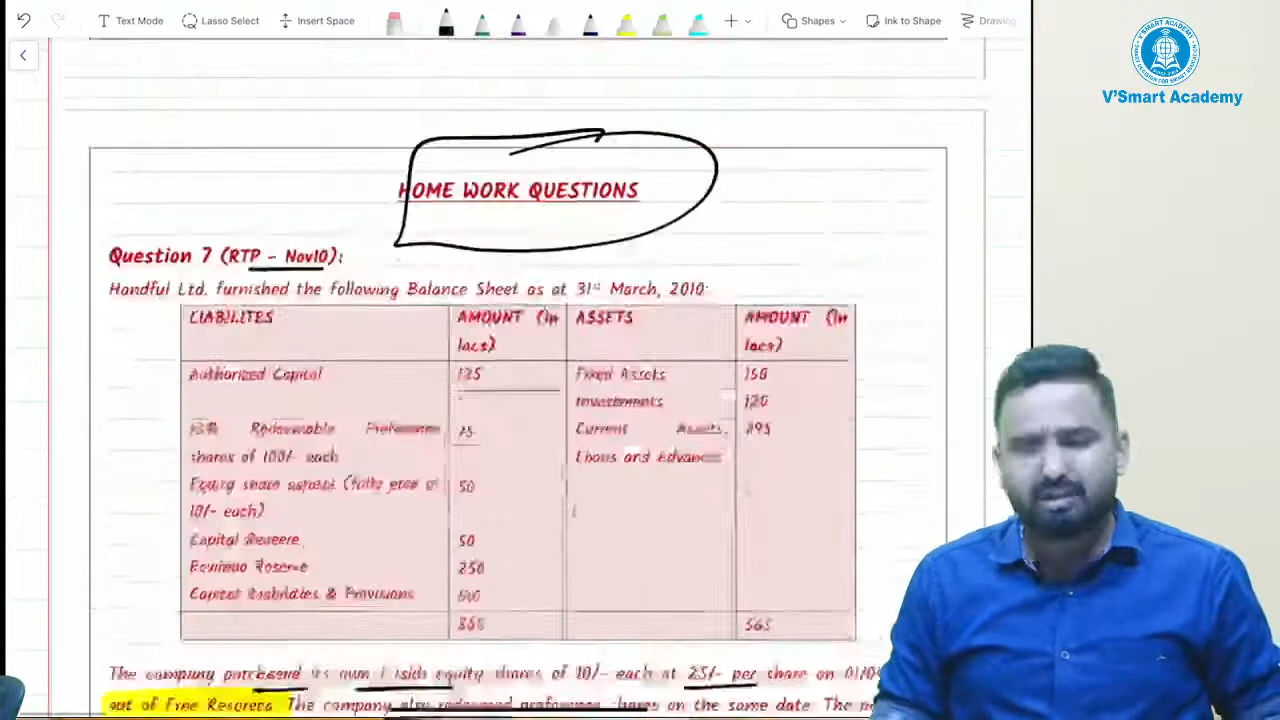 Text Mode Lasso Select Insert Space Shapes Ink to Shape Drawing
V'Smart Academy
HOME WORK QUESTIONS
Question 7 (RTP - Nov10):
Handful Ltd. furnished the following Balance Sheet as at 31st March, 2010:
LIABILITES AMOUNT (In lacs) ASSETS AMOUNT (In lacs)
Authorized Capital 125 Fixed Assets 150
Investments 120
Redeemable Preference shares of 100/- each Current Assets, Loans and Advances 295
Equity share capital (fully paid of 10/- each) 50
Capital Reserve 50
Revenue Reserve 250
& Provisions
565
The company purchased its own equity shares of 10/- each at 25/- per share on 01/0
out of Free Reserves. The company also redeemed preference shares on the same date. The